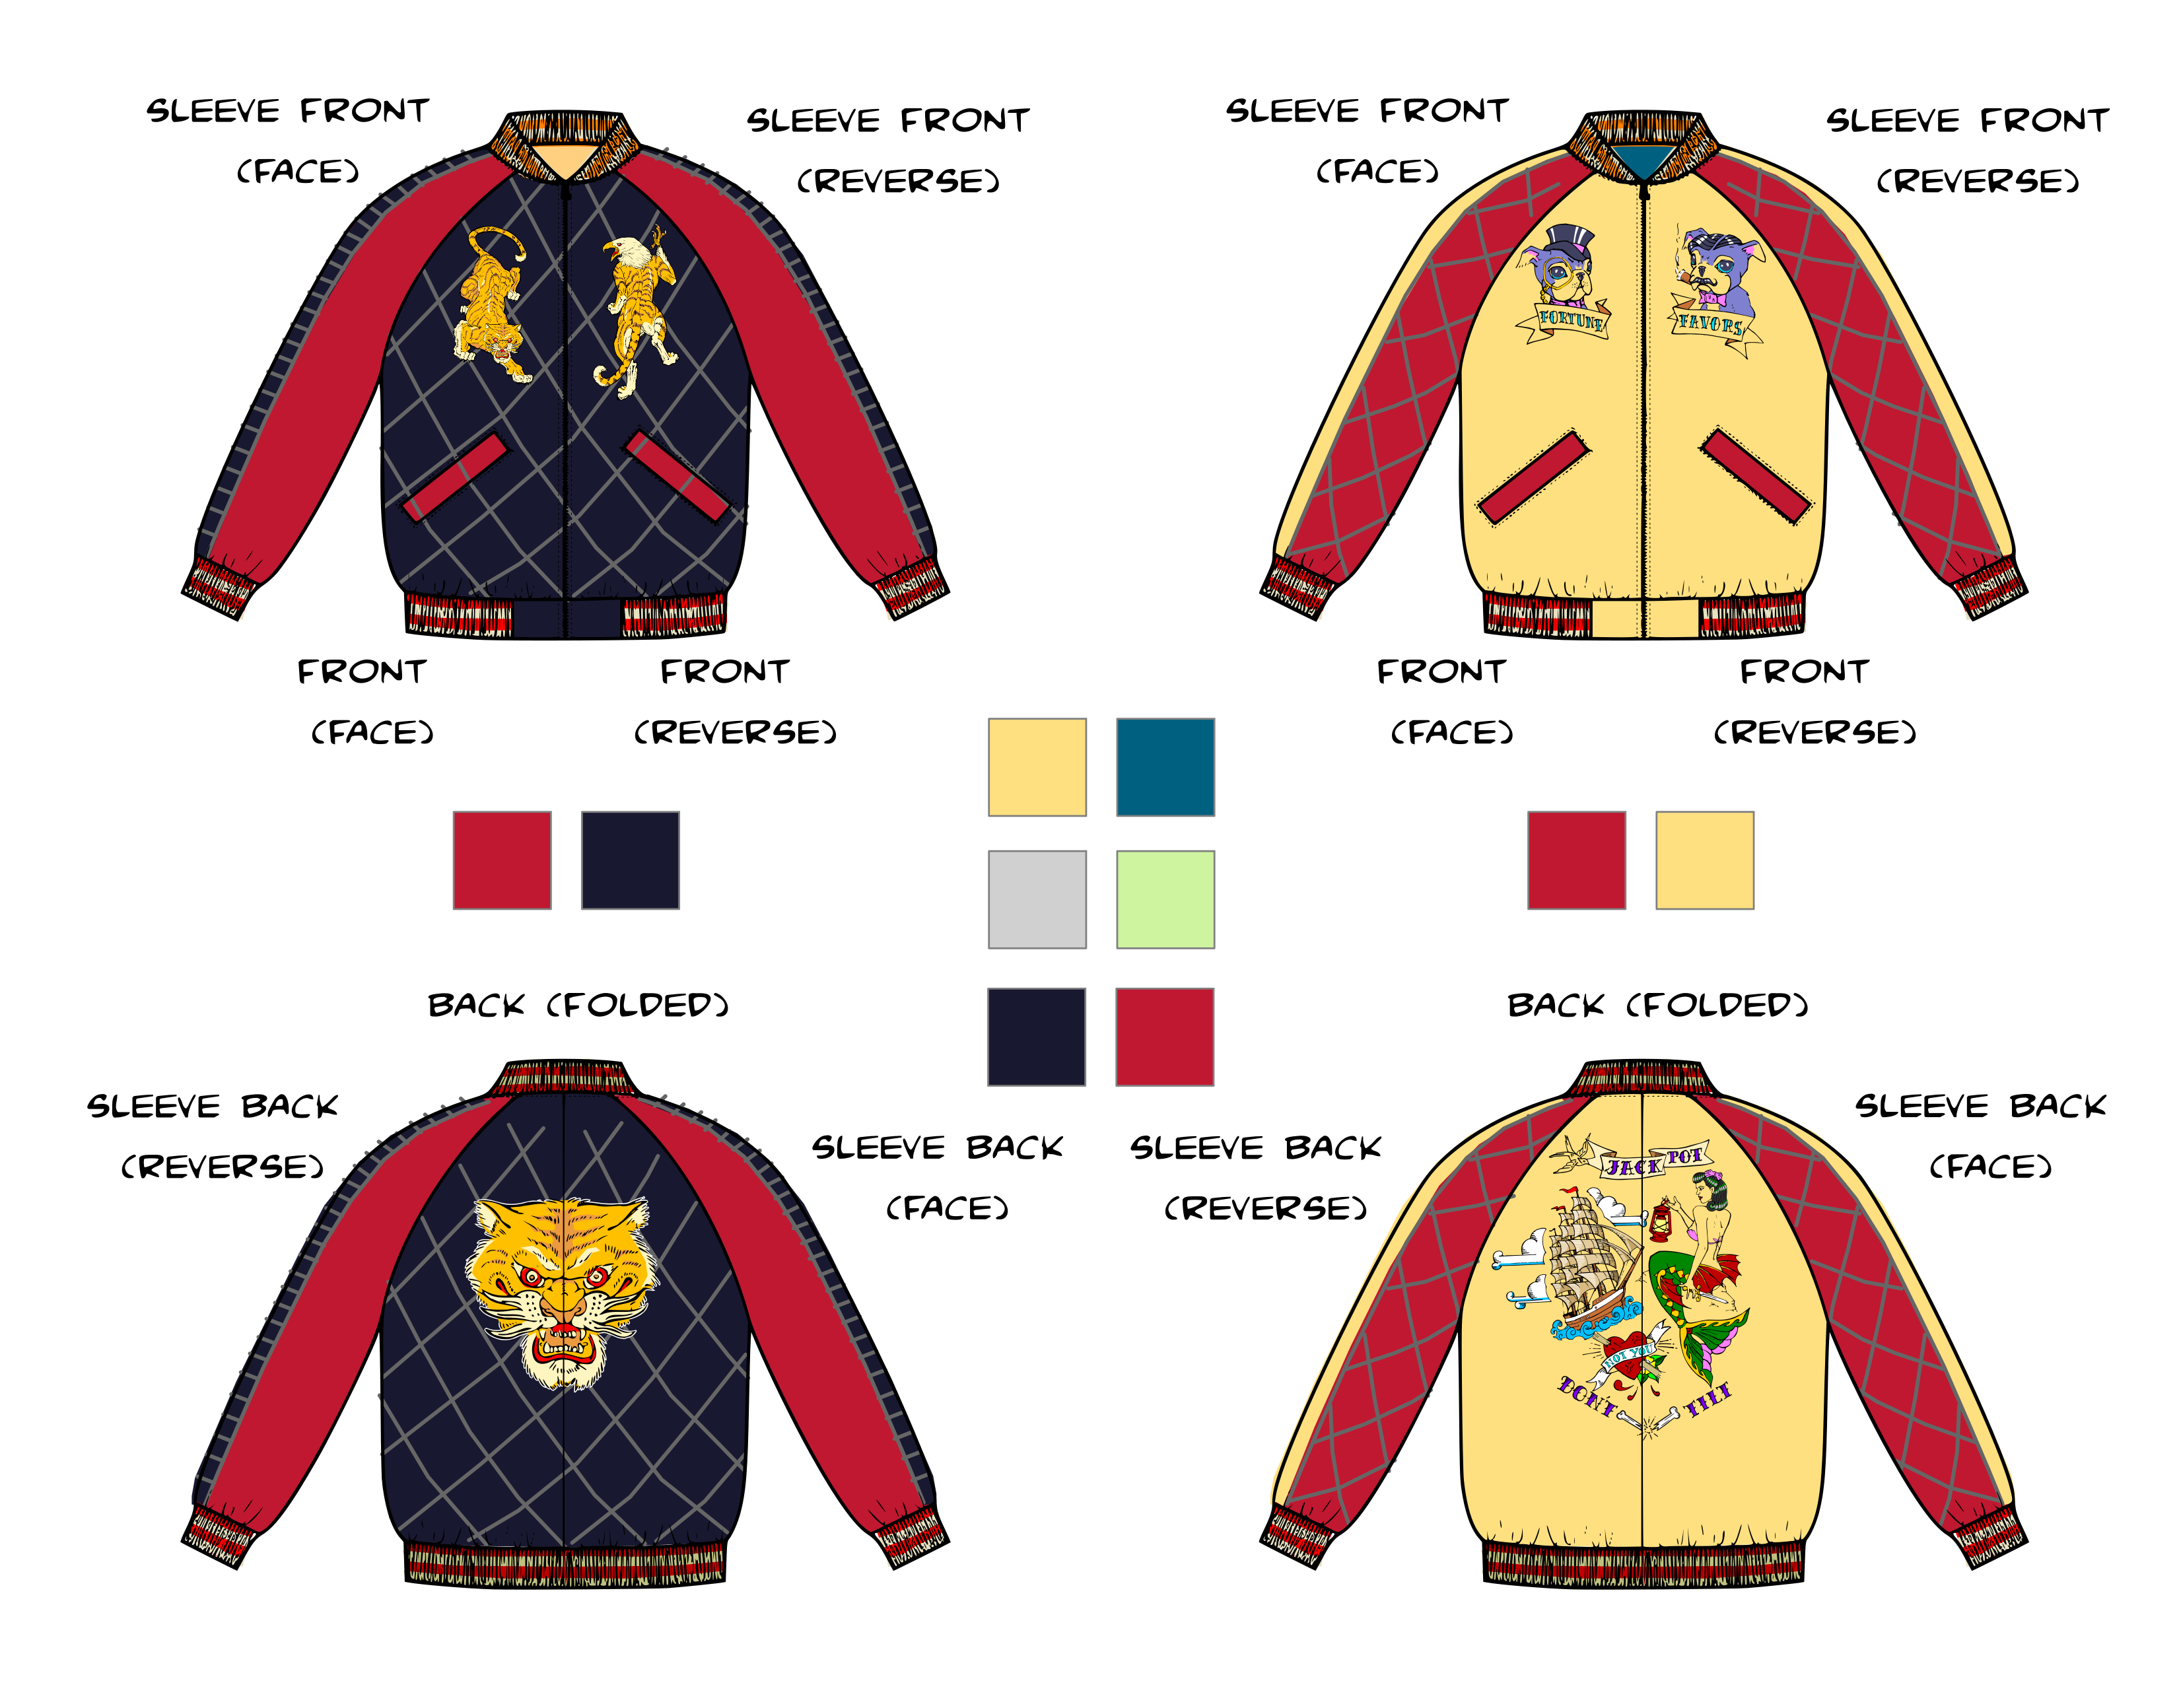 SLEEVE FRONT
(FACE)
SLEEVE FRONT
(REVERSE)
SLEEVE FRONT
(FACE)
SLEEVE FRONT
(REVERSE)
FORTUNE
FAVORS
FRONT
(FACE)
FRONT
(REVERSE)
FRONT
(FACE)
FRONT
(REVERSE)
BACK (FOLDED)
BACK (FOLDED)
SLEEVE BACK
(REVERSE)
SLEEVE BACK
(FACE)
SLEEVE BACK
(REVERSE)
SLEEVE BACK
(FACE)
JACK POT
NOT YOU
DON'T TILT